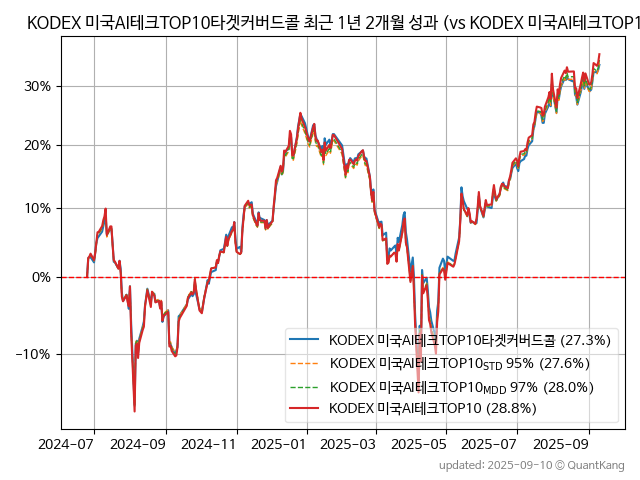 KODEX 미국AI테크TOP10타겟커버드콜 최근 1년 2개월 성과 (vs KODEX 미국AI테크TOP1
30%
20%
10%
0%
−10%
KODEX 미국AI테크TOP10타겟커버드콜 (27.3%)
KODEX 미국AI테크TOP10STD 95% (27.6%)
KODEX 미국AI테크TOP10MDD 97% (28.0%)
KODEX 미국AI테크TOP10 (28.8%)
2024-07 2024-09 2024-11 2025-01 2025-03 2025-05 2025-07 2025-09
updated: 2025-09-10 © QuantKang